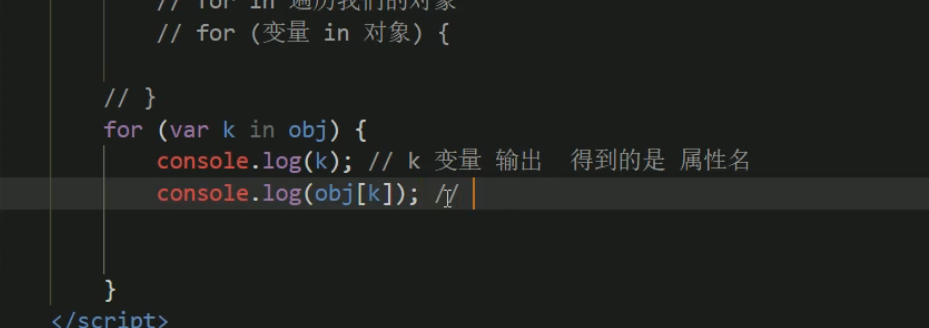 // for in 遍历我们的对象
// for (变量 in 对象) {
// }
for (var k in obj) {
console.log(k); // k 变量 输出  得到的是 属性名
console.log(obj[k]); //
}
</script>